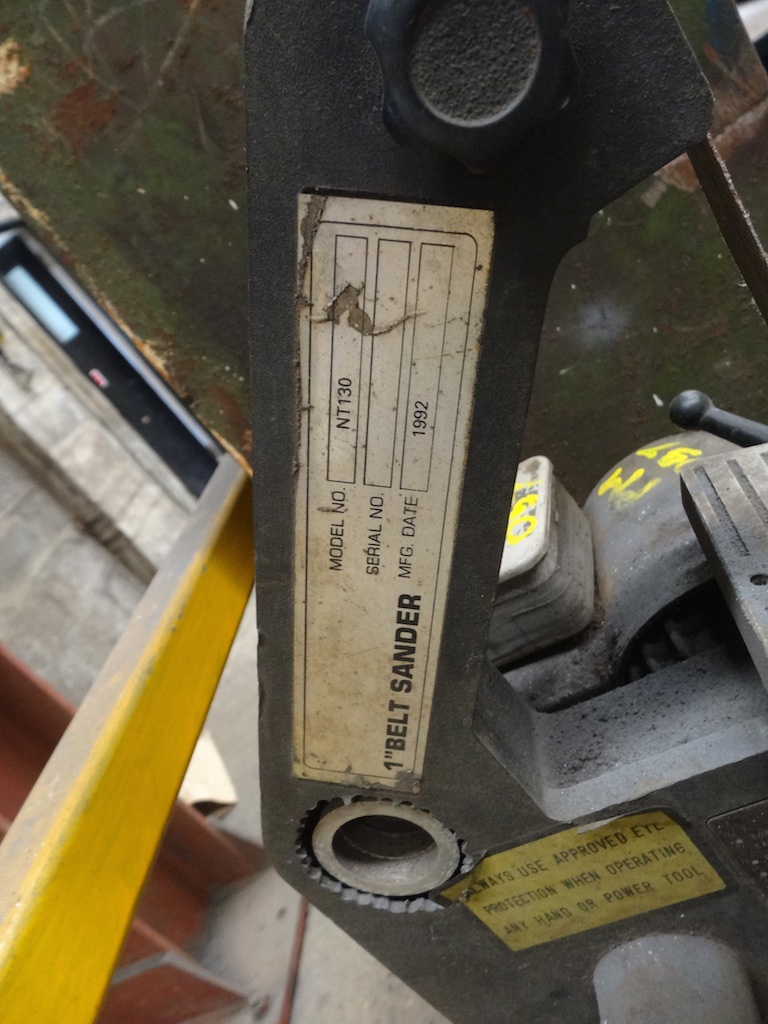 1"BELT SANDER
MODEL NO. NT130
SERIAL NO.
MFG. DATE 1992
ALWAYS USE APPROVED EYE
PROTECTION WHEN OPERATING
ANY HAND OR POWER TOOL